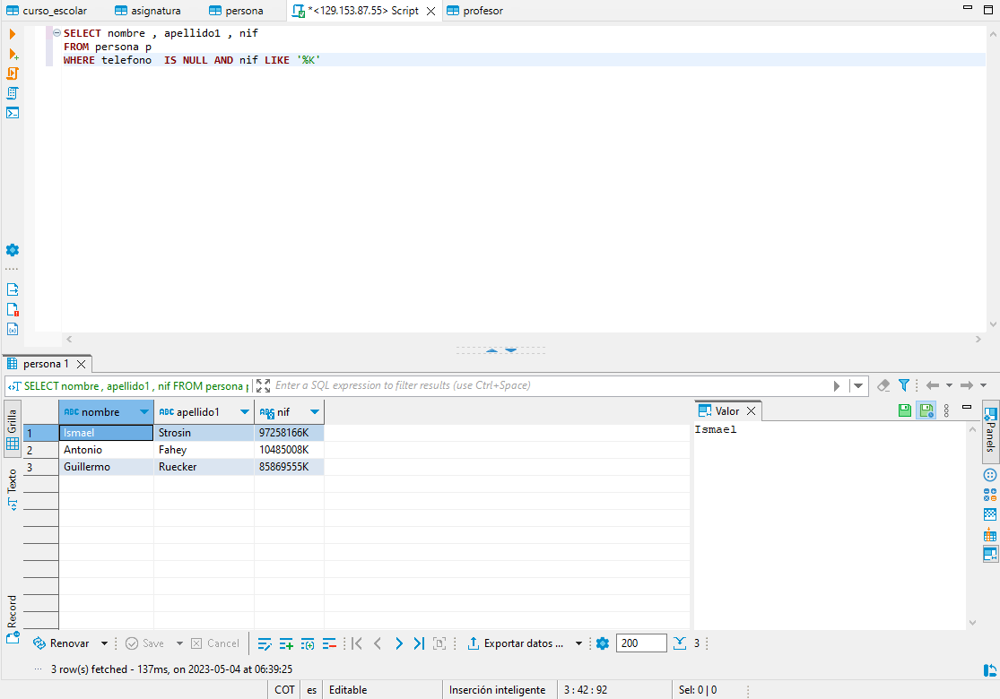 curso_escolar asignatura persona *<129.153.87.55> Script profesor
SELECT nombre , apellido1 , nif
FROM persona p
WHERE telefono  IS NULL AND nif LIKE '%K'
persona 1
SELECT nombre , apellido1 , nif FROM persona p Enter a SQL expression to filter results (use Ctrl+Space)
Grilla
Texto
Record
ABC nombre ABC apellido1 ABC nif
1 Ismael Strosin 97258166K
2 Antonio Fahey 10485008K
3 Guillermo Ruecker 85869555K
Valor
Ismael
Panels
Renovar Save Cancel Exportar datos ... 200 3
3 row(s) fetched - 137ms, on 2023-05-04 at 06:39:25
COT es Editable Inserción inteligente 3 : 42 : 92 Sel: 0 | 0